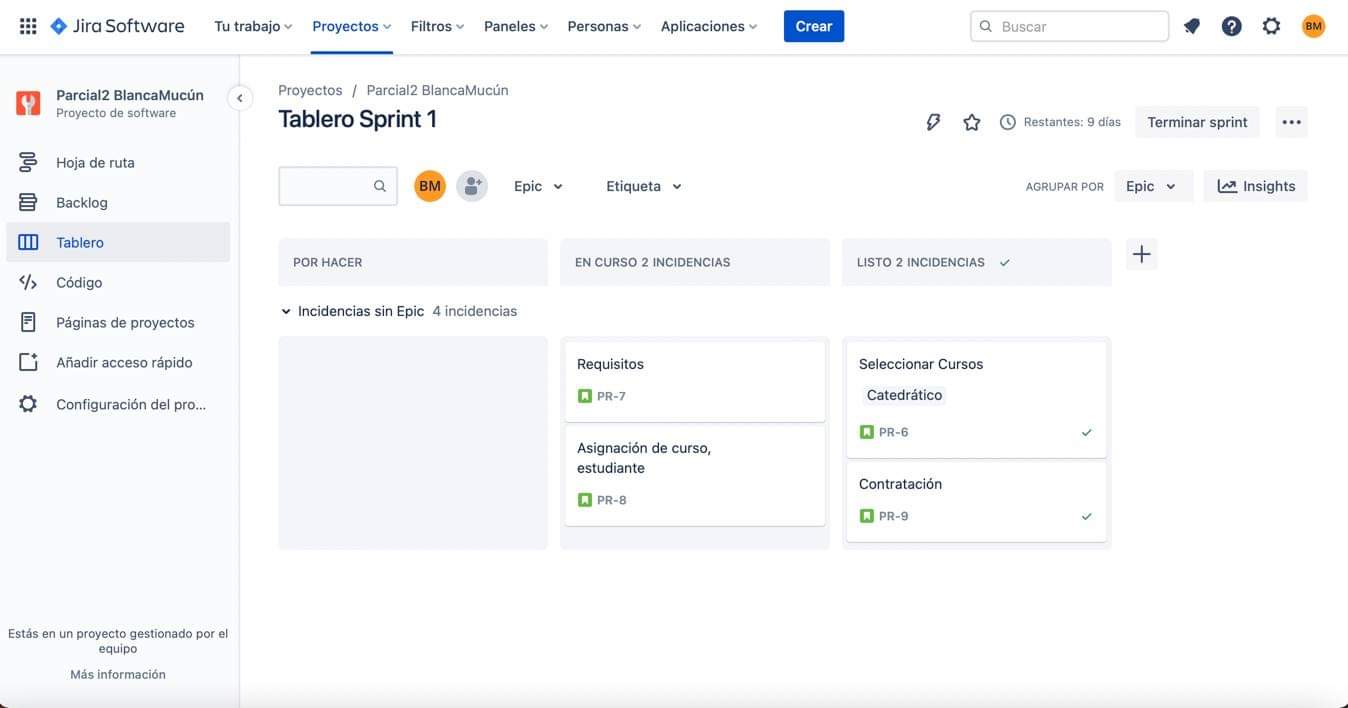 Jira Software
Tu trabajo
Proyectos
Filtros
Paneles
Personas
Aplicaciones
Crear
Buscar
BM
Parcial2 BlancaMucún
Proyecto de software
Hoja de ruta
Backlog
Tablero
Código
Páginas de proyectos
Añadir acceso rápido
Configuración del pro...
Estás en un proyecto gestionado por el
equipo
Más información
Proyectos / Parcial2 BlancaMucún
Tablero Sprint 1
Restantes: 9 días
Terminar sprint
BM
Epic
Etiqueta
AGRUPAR POR
Epic
Insights
POR HACER
EN CURSO 2 INCIDENCIAS
LISTO 2 INCIDENCIAS
Incidencias sin Epic 4 incidencias
Requisitos
PR-7
Asignación de curso,
estudiante
PR-8
Seleccionar Cursos
Catedrático
PR-6
Contratación
PR-9